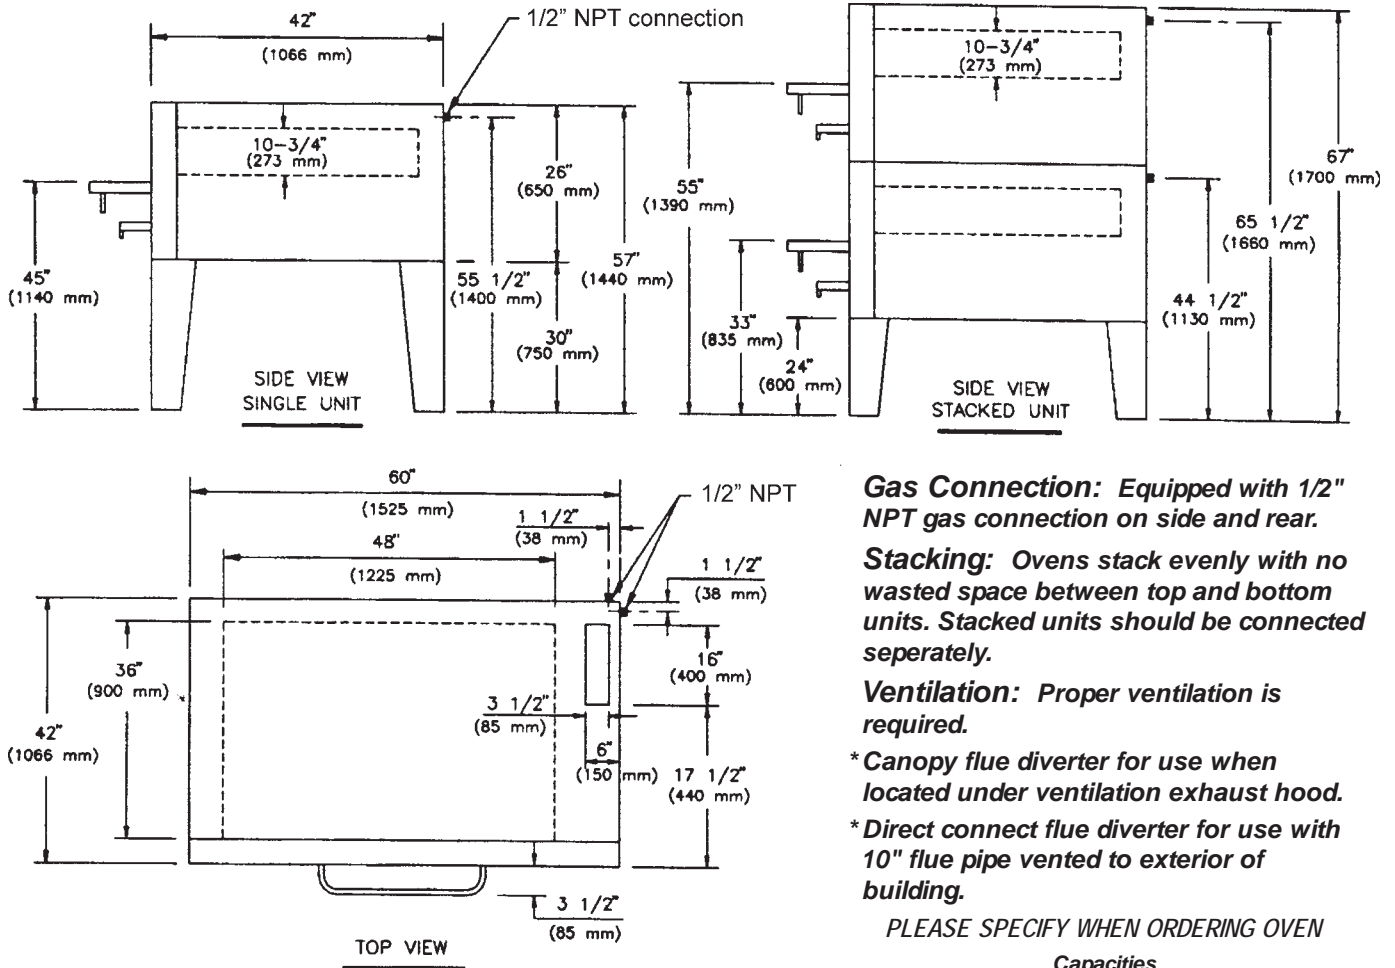 42"
(1066 mm)
1/2” NPT connection
10-3/4"
(273 mm)
26"
(650 mm)
45"
(1140 mm)
55 1/2"
(1400 mm)
57"
(1440 mm)
30"
(750 mm)
SIDE VIEW
SINGLE UNIT
10-3/4"
(273 mm)
55"
(1390 mm)
67"
(1700 mm)
65 1/2"
(1660 mm)
44 1/2"
(1130 mm)
33"
(835 mm)
24"
(600 mm)
SIDE VIEW
STACKED UNIT
60"
(1525 mm)
1/2” NPT
1 1/2"
(38 mm)
48"
(1225 mm)
1 1/2"
(38 mm)
36"
(900 mm)
42"
(1066 mm)
16"
(400 mm)
3 1/2"
(85 mm)
6"
(150 mm)
17 1/2"
(440 mm)
3 1/2"
(85 mm)
TOP VIEW
Gas Connection: Equipped with 1/2"
NPT gas connection on side and rear.
Stacking: Ovens stack evenly with no
wasted space between top and bottom
units. Stacked units should be connected
seperately.
Ventilation: Proper ventilation is
required.
*Canopy flue diverter for use when
located under ventilation exhaust hood.
*Direct connect flue diverter for use with
10" flue pipe vented to exterior of
building.
PLEASE SPECIFY WHEN ORDERING OVEN
Capacities